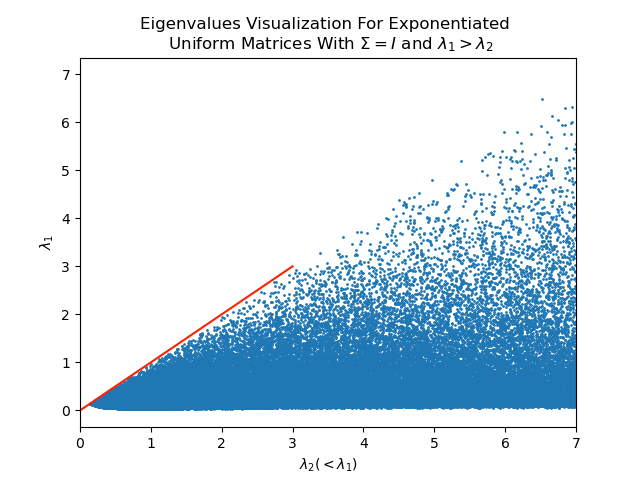 Eigenvalues Visualization For Exponentiated
Uniform Matrices With Σ = I and λ₁ > λ₂
7
6
5
4
3
2
1
0
λ₁
0 1 2 3 4 5 6 7
λ₂(< λ₁)